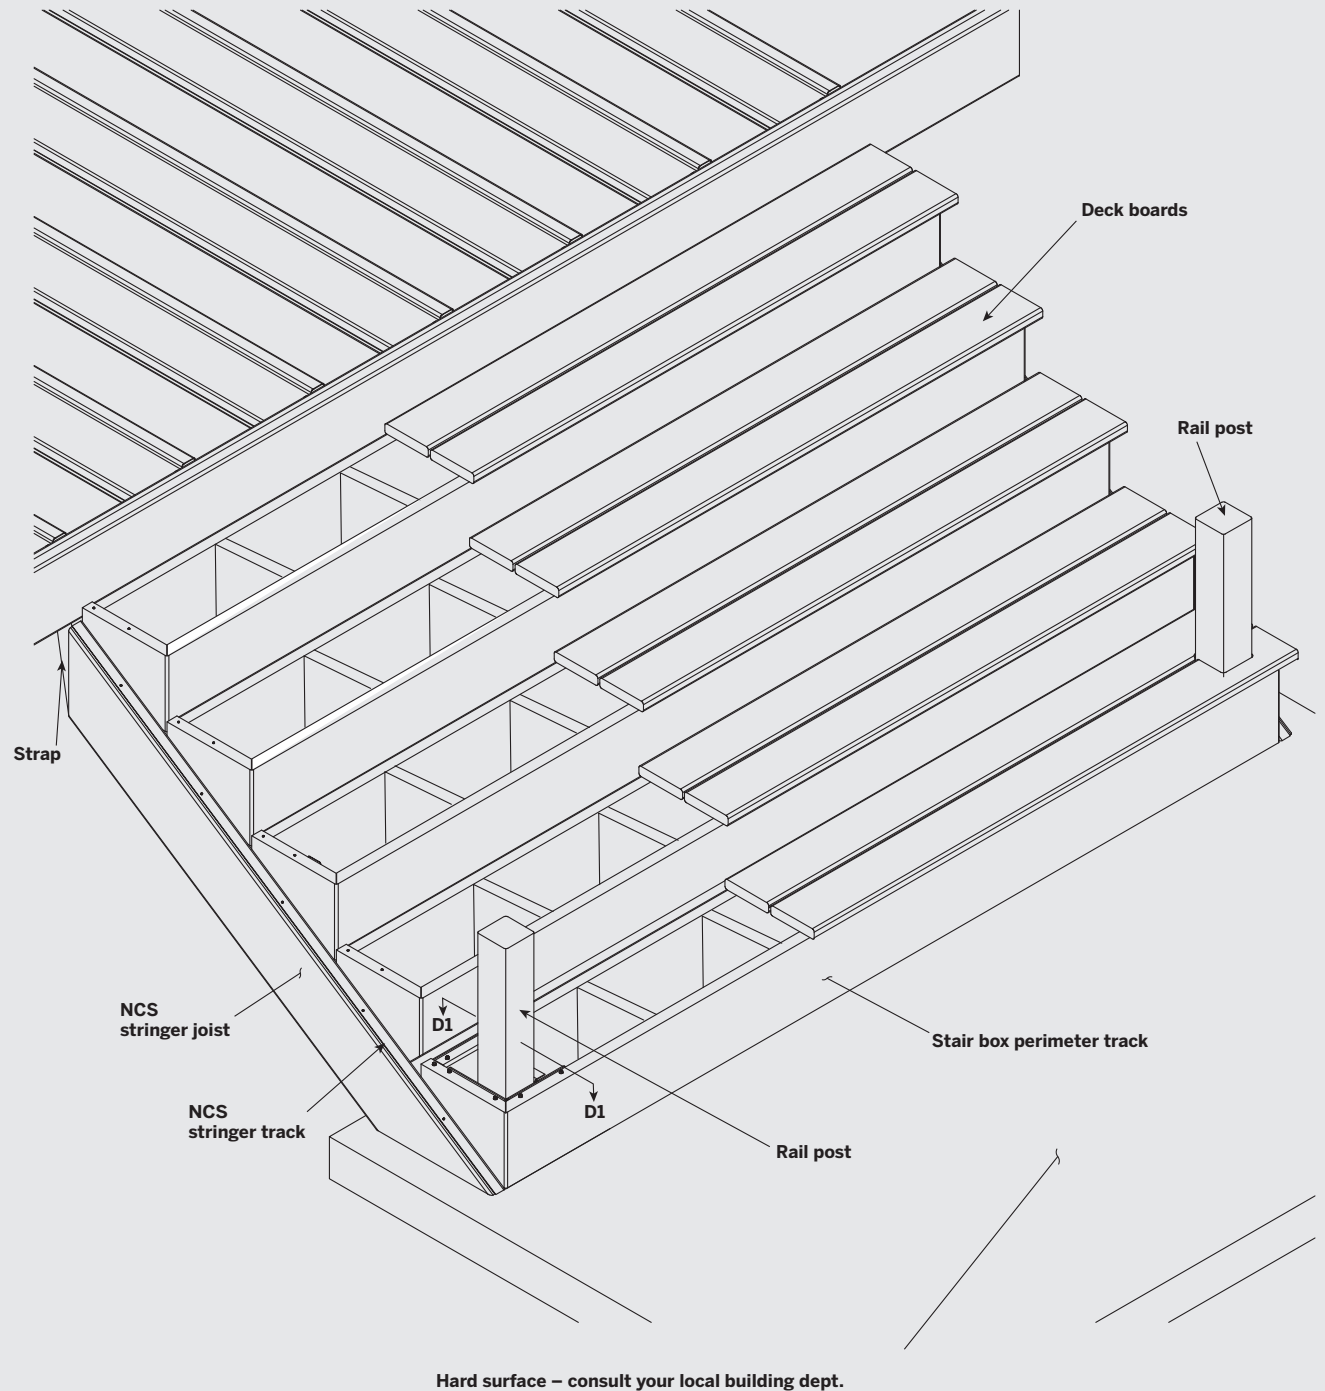 Deck boards
Rail post
Strap
NCS
stringer joist
D1
Stair box perimeter track
NCS
stringer track
D1
Rail post
Hard surface – consult your local building dept.